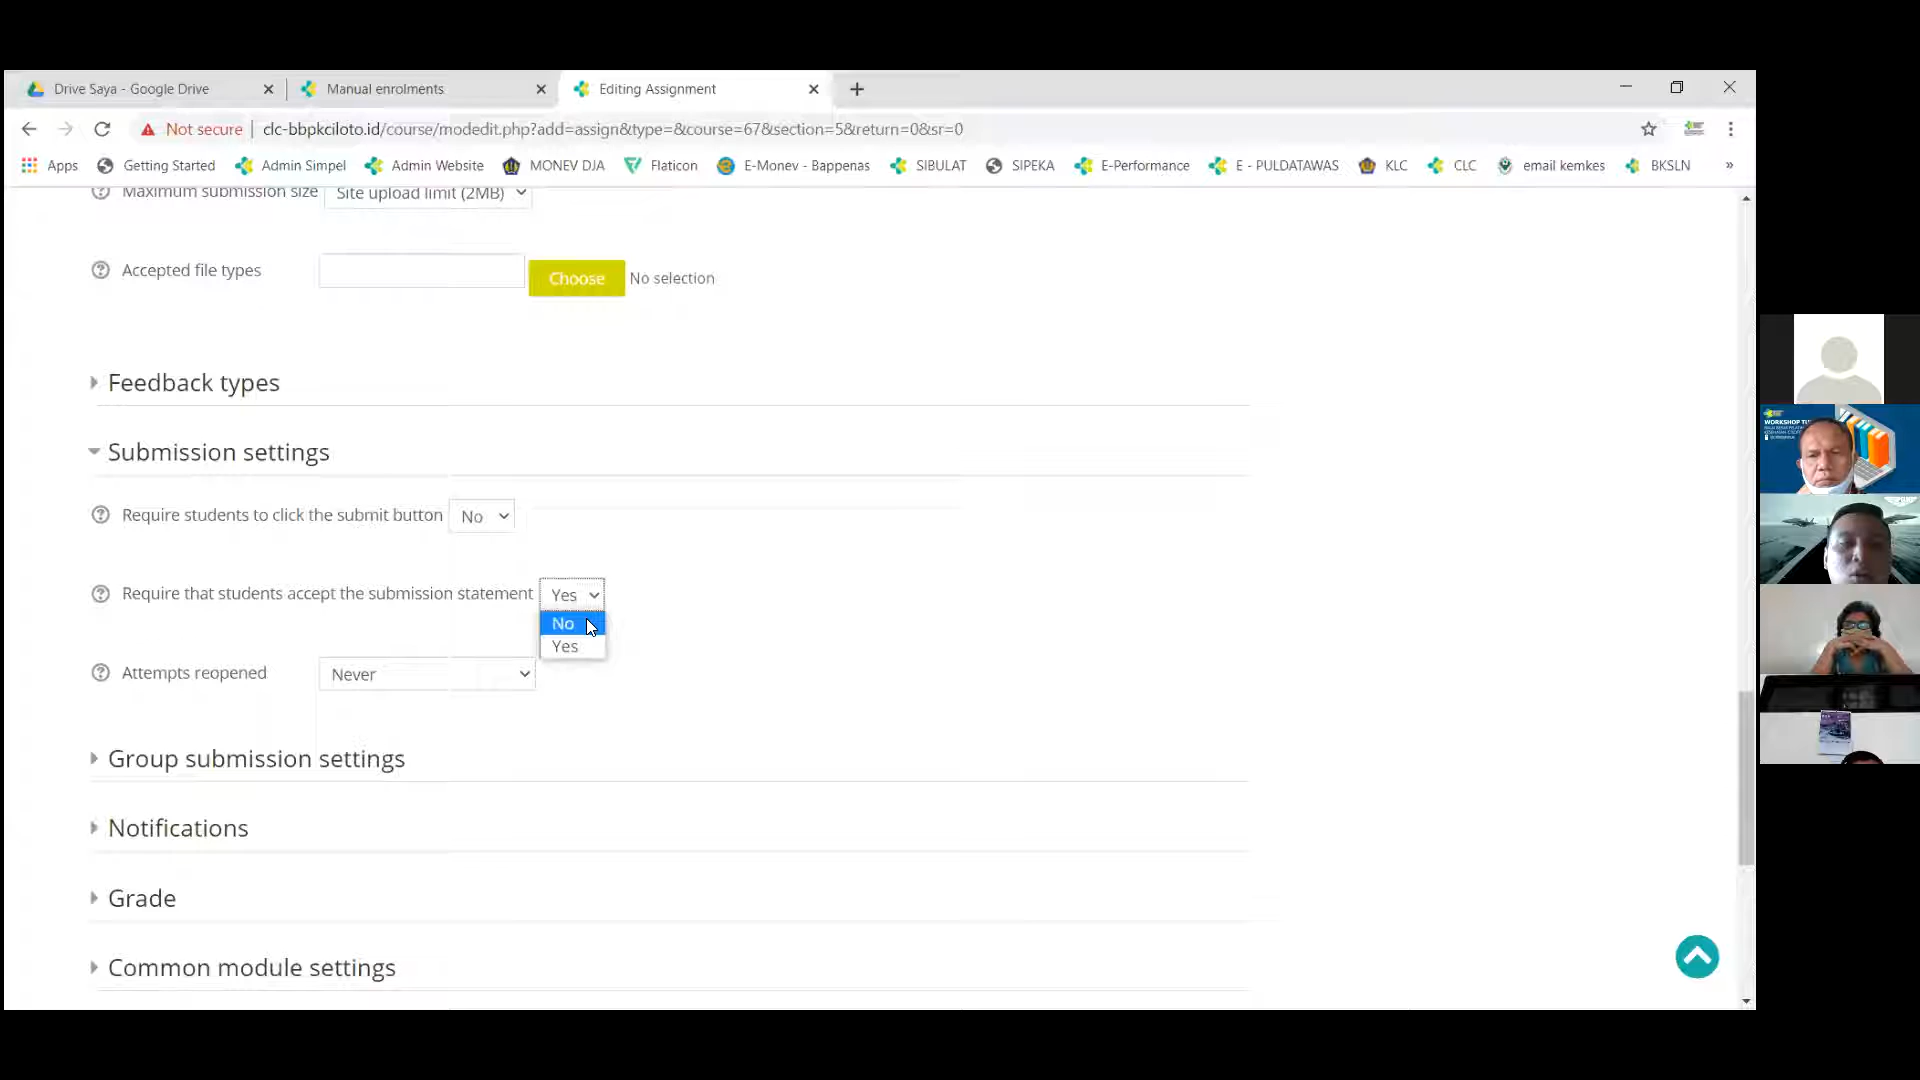 Drive Saya - Google Drive
Manual enrolments
Editing Assignment
Not secure
clc-bbpkciloto.id/course/modedit.php?add=assign&type=&course=67&section=5&return=0&sr=0
Apps
Getting Started
Admin Simpel
Admin Website
MONEV DJA
Flaticon
E-Monev - Bappenas
SIBULAT
SIPEKA
E-Performance
E - PULDATAWAS
KLC
CLC
email kemkes
BKSLN
»
Maximum submission size
Site upload limit (2MB)
Accepted file types
Choose
No selection
Feedback types
Submission settings
Require students to click the submit button
No
Require that students accept the submission statement
Yes
No
Yes
Attempts reopened
Never
Group submission settings
Notifications
Grade
Common module settings
WORKSHOP